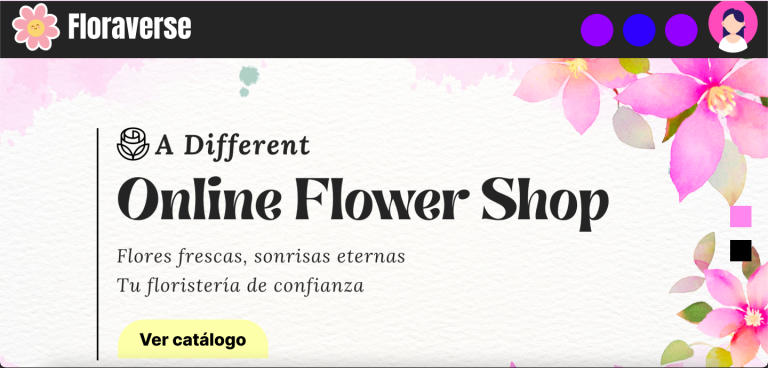 Floraverse
A Different
Online Flower Shop
Flores frescas, sonrisas eternas
Tu floristería de confianza
Ver catálogo